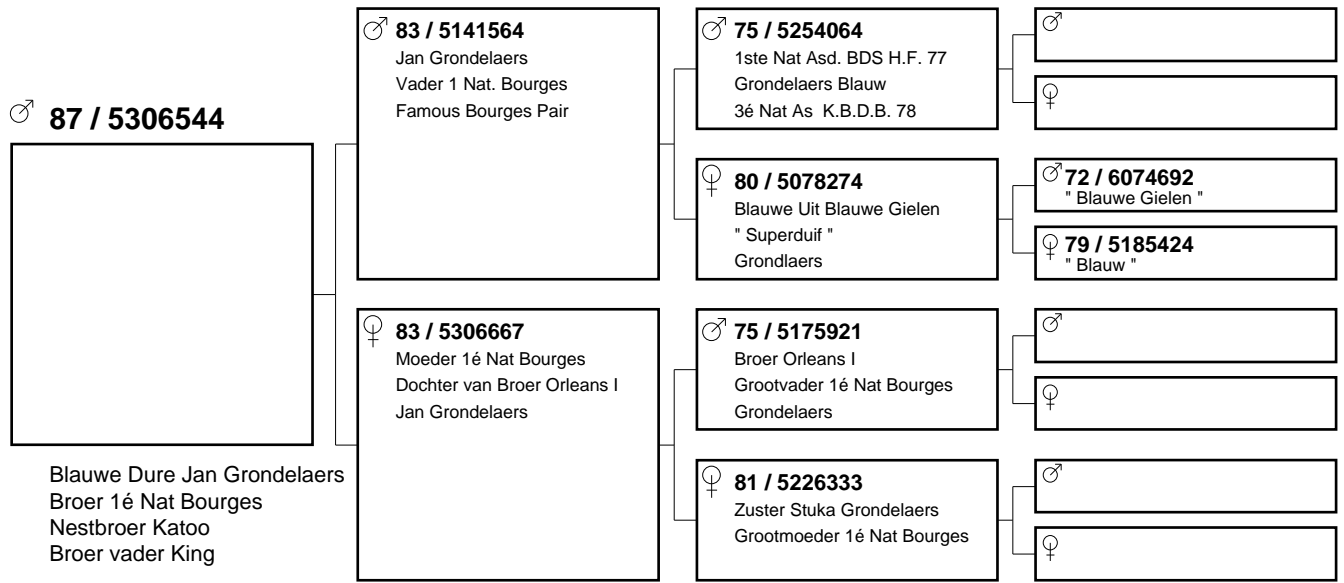 87 / 5306544
Blauwe Dure Jan Grondelaers
Broer 1é Nat Bourges
Nestbroer Katoo
Broer vader King
83 / 5141564
Jan Grondelaers
Vader 1 Nat. Bourges
Famous Bourges Pair
83 / 5306667
Moeder 1é Nat Bourges
Dochter van Broer Orleans I
Jan Grondelaers
75 / 5254064
1ste Nat Asd. BDS H.F. 77
Grondelaers Blauw
3é Nat As K.B.D.B. 78
80 / 5078274
Blauwe Uit Blauwe Gielen
" Superduif "
Grondlaers
75 / 5175921
Broer Orleans I
Grootvader 1é Nat Bourges
Grondelaers
81 / 5226333
Zuster Stuka Grondelaers
Grootmoeder 1é Nat Bourges
72 / 6074692
" Blauwe Gielen "
79 / 5185424
" Blauw "